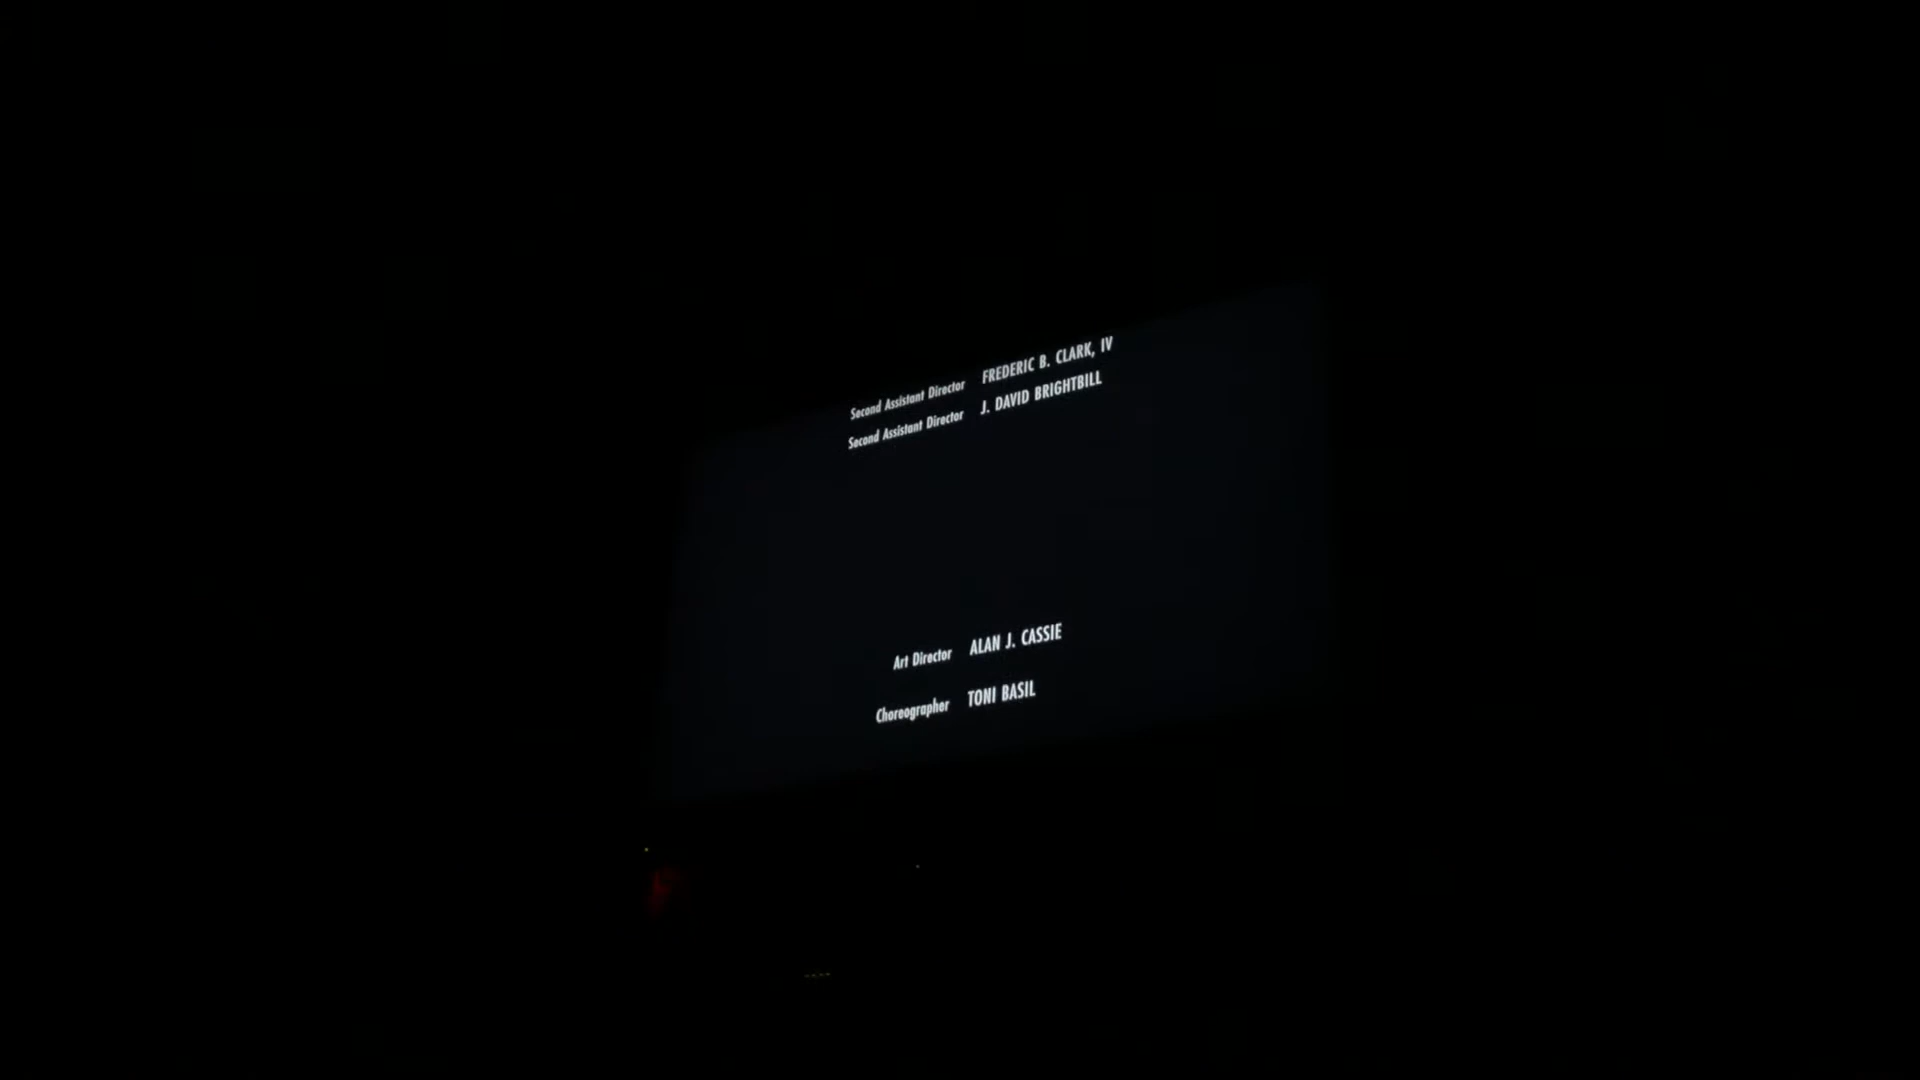 Second Assistant Director FREDERIC B. CLARK, IV
Second Assistant Director J. DAVID BRIGHTBILL
Art Director ALAN J. CASSIE
Choreographer TONI BASIL